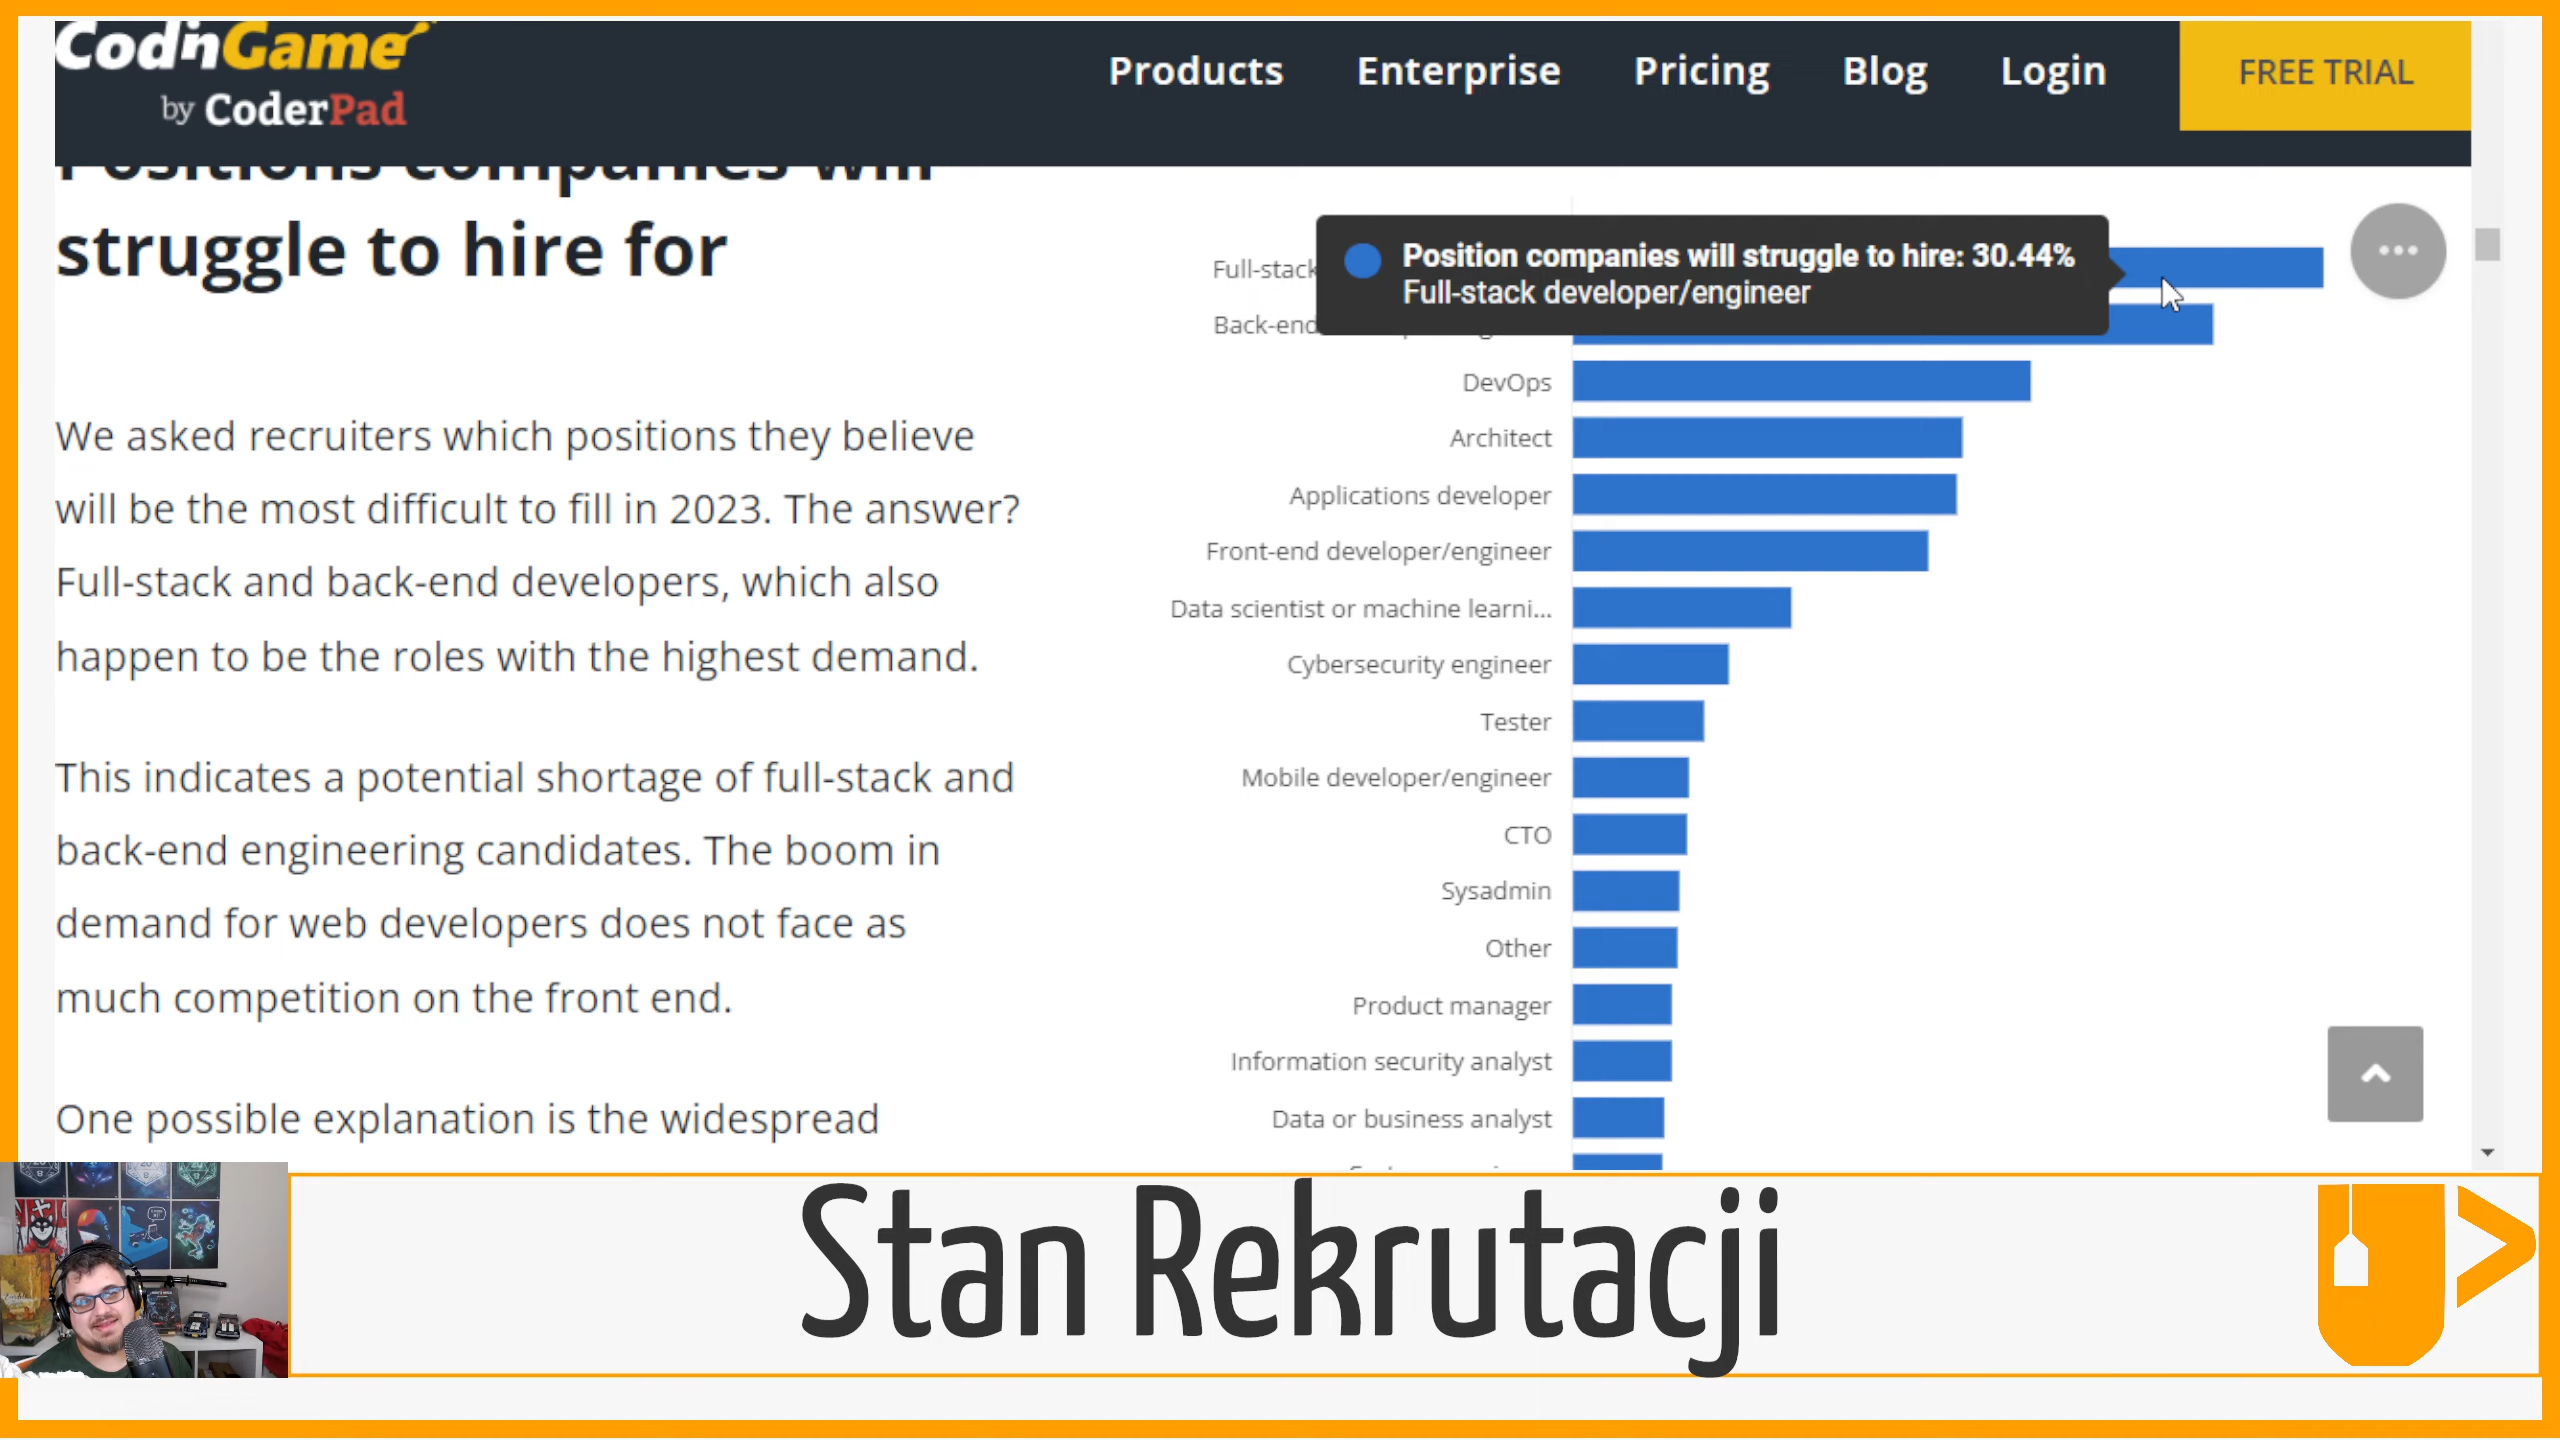 CodinGame
by CoderPad
Products
Enterprise
Pricing
Blog
Login
FREE TRIAL
Positions companies will
struggle to hire for
We asked recruiters which positions they believe
will be the most difficult to fill in 2023. The answer?
Full-stack and back-end developers, which also
happen to be the roles with the highest demand.
This indicates a potential shortage of full-stack and
back-end engineering candidates. The boom in
demand for web developers does not face as
much competition on the front end.
One possible explanation is the widespread
Position companies will struggle to hire: 30.44%
Full-stack developer/engineer
Full-stack
Back-end
DevOps
Architect
Applications developer
Front-end developer/engineer
Data scientist or machine learni...
Cybersecurity engineer
Tester
Mobile developer/engineer
CTO
Sysadmin
Other
Product manager
Information security analyst
Data or business analyst
Stan Rekrutacji